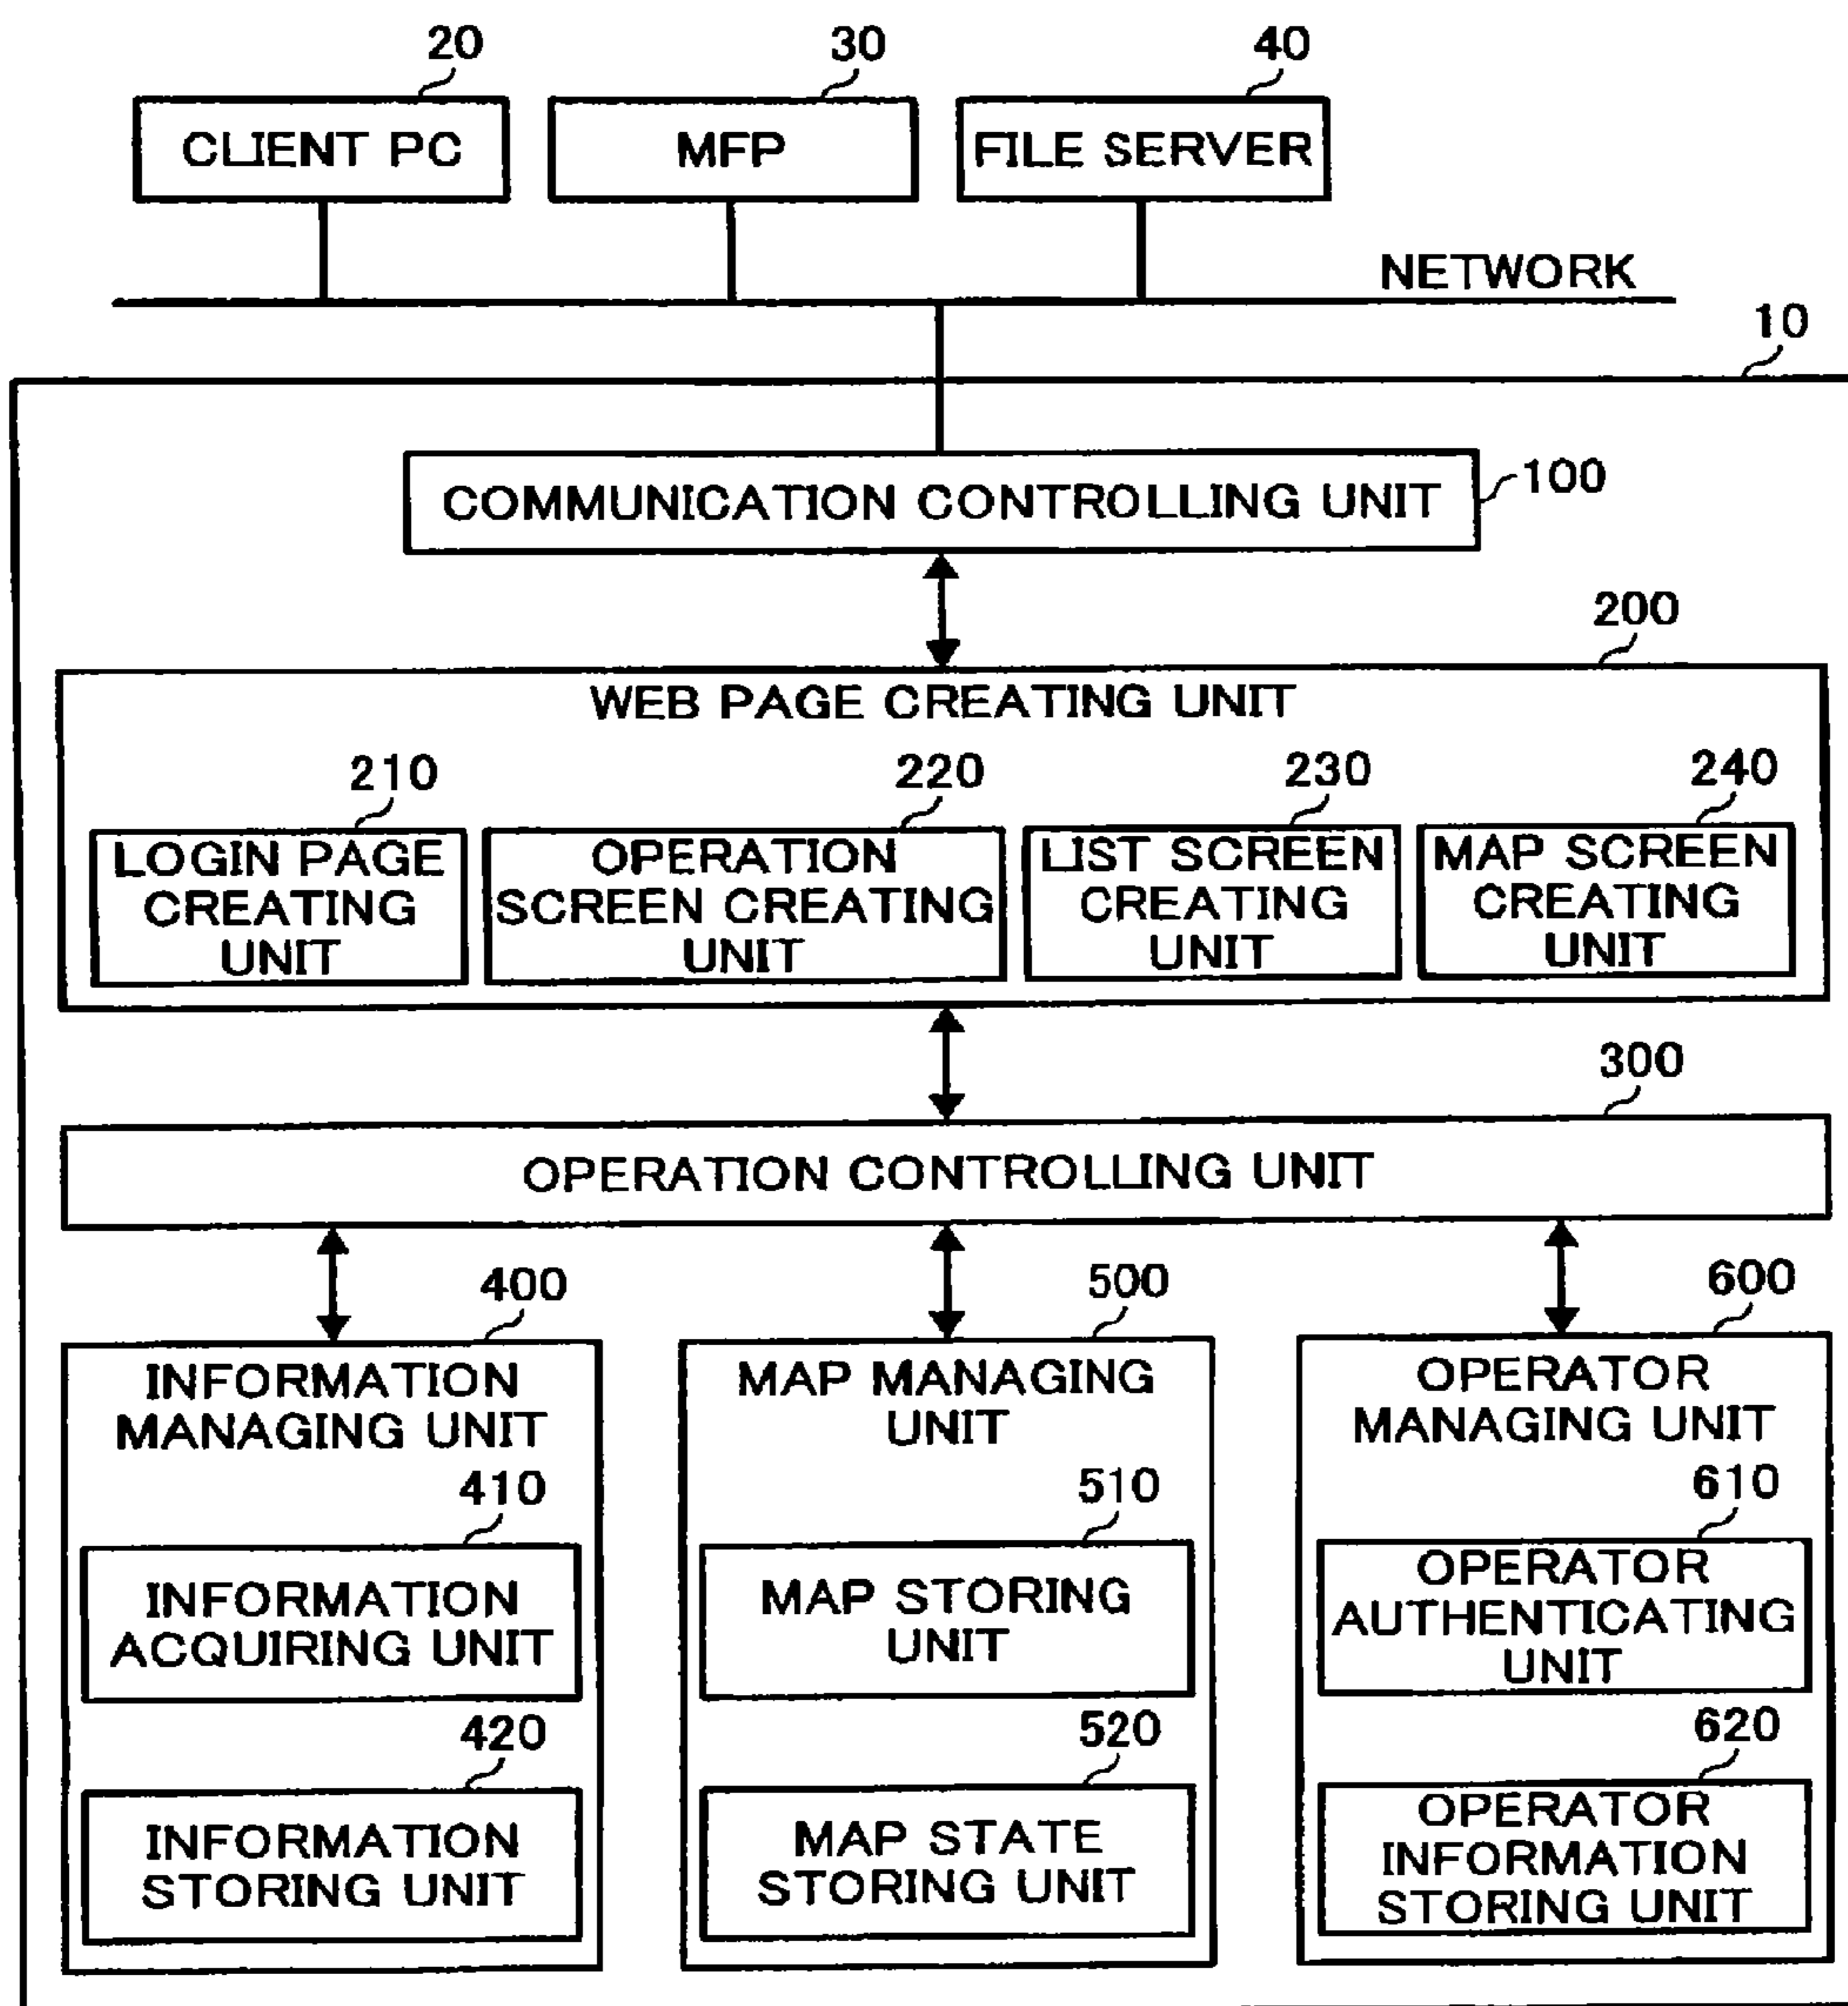 20
30
40
CLIENT PC
MFP
FILE SERVER
NETWORK
10
COMMUNICATION CONTROLLING UNIT
100
200
WEB PAGE CREATING UNIT
210
220
230
240
LOGIN PAGE
CREATING
UNIT
OPERATION
SCREEN CREATING
UNIT
LIST SCREEN
CREATING
UNIT
MAP SCREEN
CREATING
UNIT
300
OPERATION CONTROLLING UNIT
400
500
600
INFORMATION
MANAGING UNIT
410
INFORMATION
ACQUIRING UNIT
420
INFORMATION
STORING UNIT
MAP MANAGING
UNIT
510
MAP STORING
UNIT
520
MAP STATE
STORING UNIT
OPERATOR
MANAGING UNIT
610
OPERATOR
AUTHENTICATING
UNIT
620
OPERATOR
INFORMATION
STORING UNIT